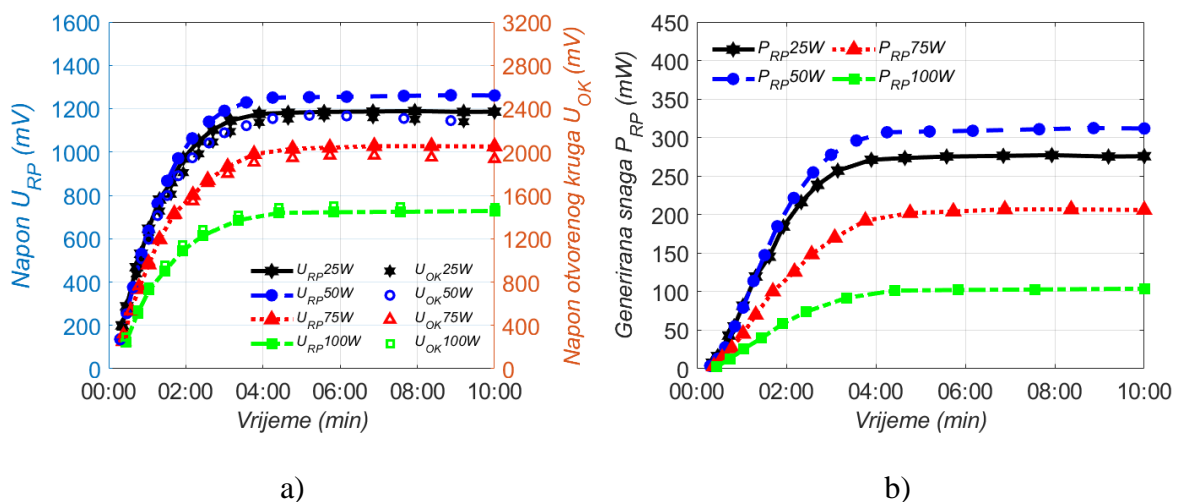 a)
Napon U_RP (mV)
1600
1400
1200
1000
800
600
400
200
0
3200
2800
2400
2000
1600
1200
800
400
0
Napon otvorenog kruga U_OK (mV)
U_RP25W
U_RP50W
U_RP75W
U_RP100W
U_OK25W
U_OK50W
U_OK75W
U_OK100W
00:00 02:00 04:00 06:00 08:00 10:00
Vrijeme (min)
a)
b)
Generirana snaga P_RP (mW)
450
400
350
300
250
200
150
100
50
0
P_RP25W
P_RP50W
P_RP75W
P_RP100W
00:00 02:00 04:00 06:00 08:00 10:00
Vrijeme (min)
b)